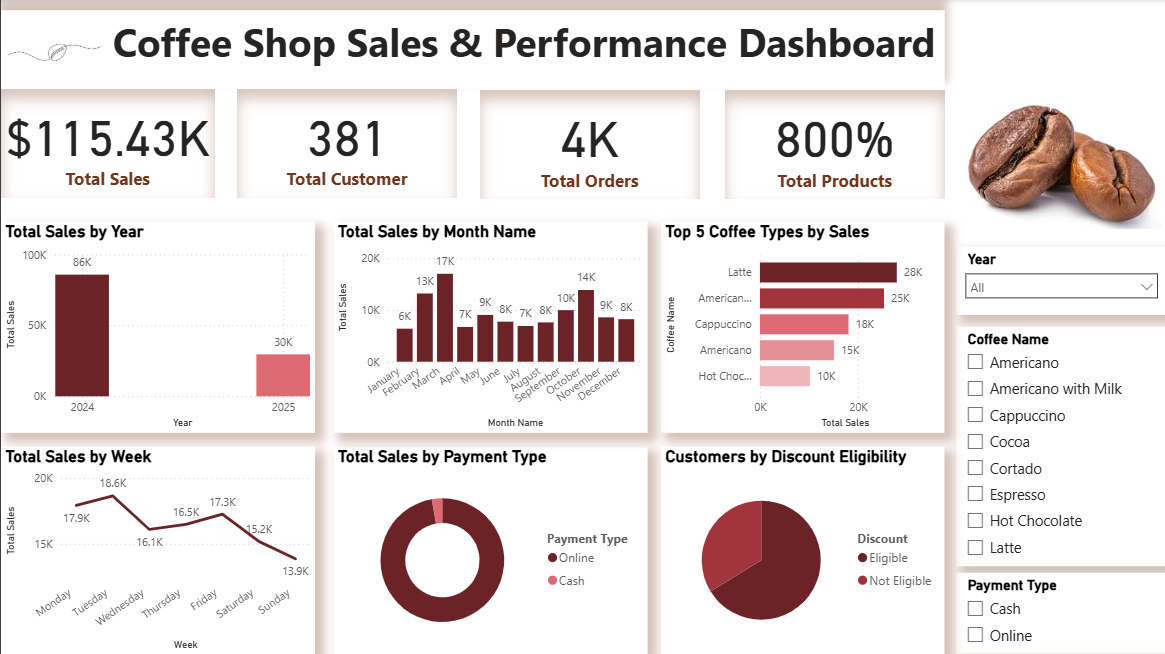 Coffee Shop Sales & Performance Dashboard
$115.43K
Total Sales
381
Total Customer
4K
Total Orders
800%
Total Products
Total Sales by Year
100K
50K
0K
Total Sales
86K
30K
2024
2025
Year
Total Sales by Month Name
20K
10K
0K
Total Sales
6K
13K
17K
7K
9K
8K
7K
8K
10K
14K
9K
8K
January
February
March
April
May
June
July
August
September
October
November
December
Month Name
Top 5 Coffee Types by Sales
Coffee Name
Latte
28K
American...
25K
Cappuccino
18K
Americano
15K
Hot Choc...
10K
0K
20K
Total Sales
Total Sales by Week
20K
15K
Total Sales
17.9K
18.6K
16.1K
16.5K
17.3K
15.2K
13.9K
Monday
Tuesday
Wednesday
Thursday
Friday
Saturday
Sunday
Week
Total Sales by Payment Type
Payment Type
Online
Cash
Customers by Discount Eligibility
Discount
Eligible
Not Eligible
Year
All
Coffee Name
Americano
Americano with Milk
Cappuccino
Cocoa
Cortado
Espresso
Hot Chocolate
Latte
Payment Type
Cash
Online